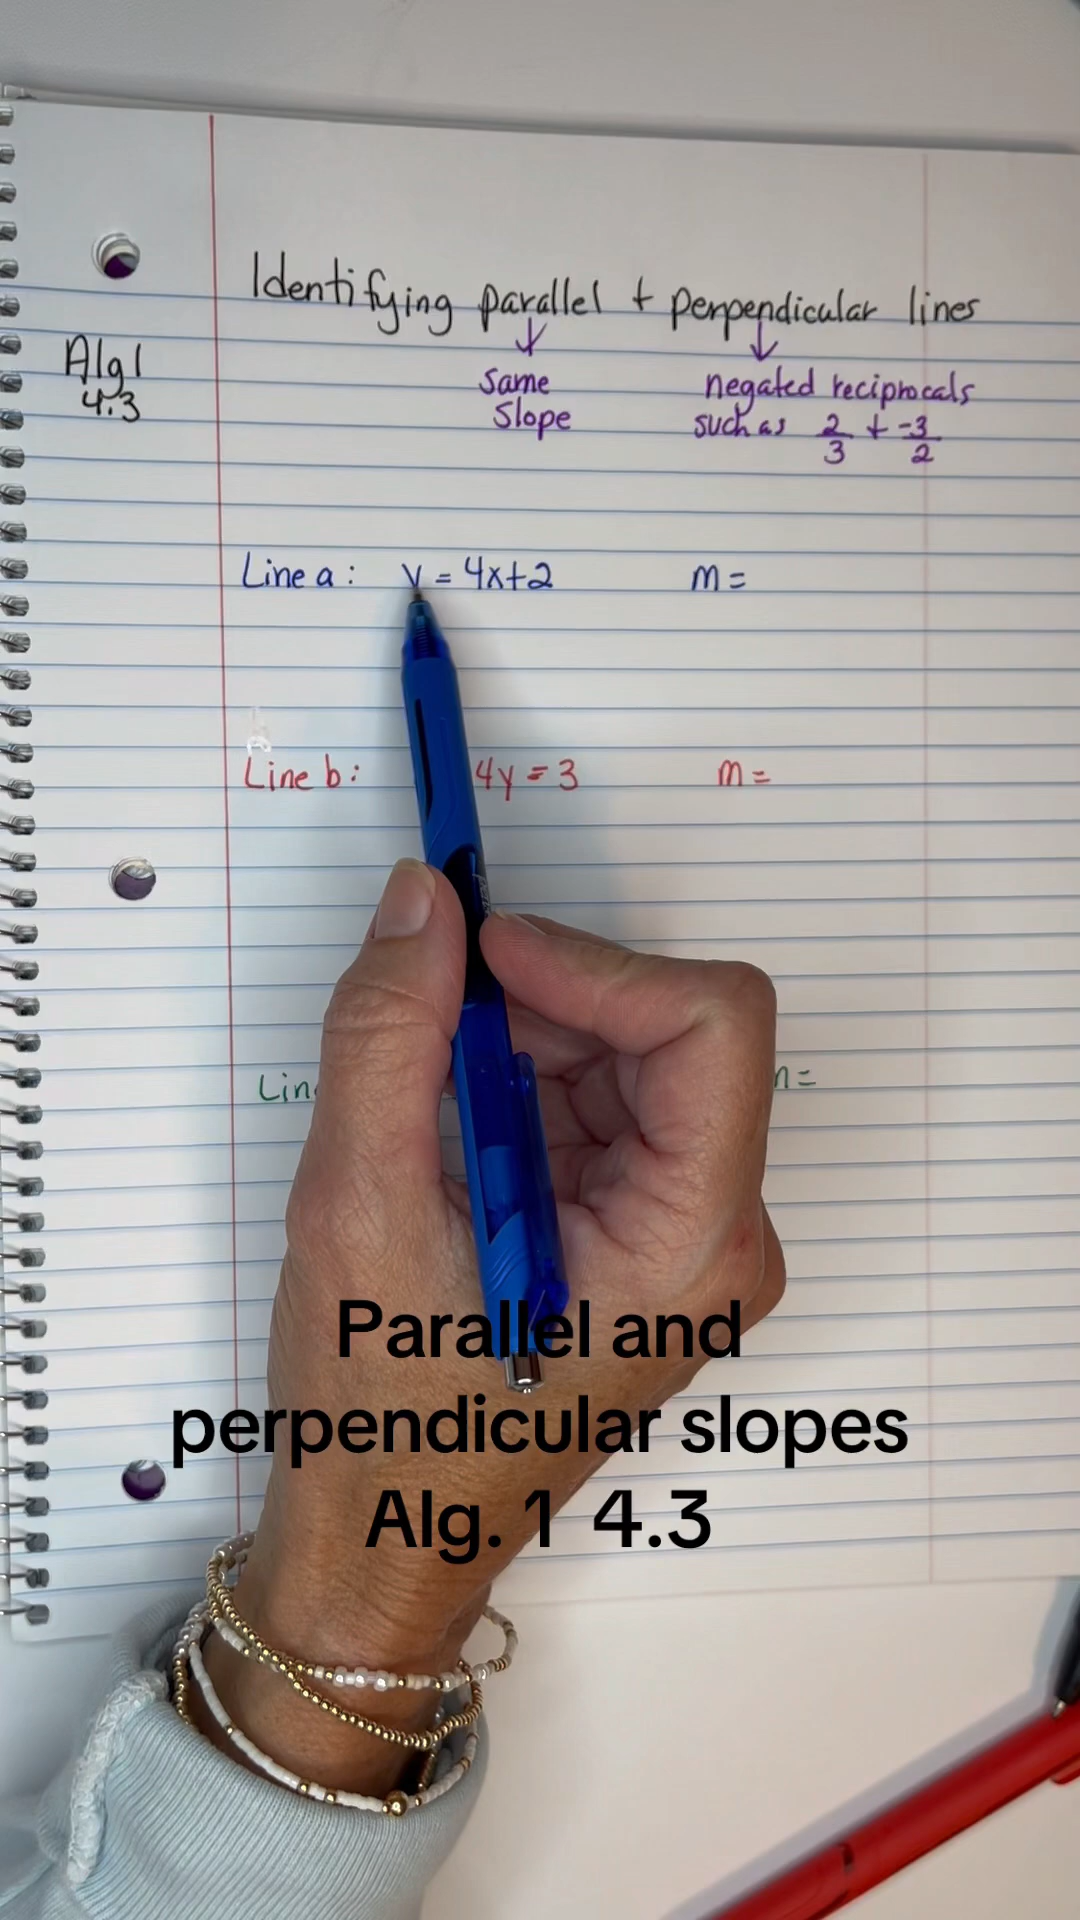 Identifying parallel + perpendicular lines
Alg 1
4.3
same
slope
negated reciprocals
such as 2/3 + -3/2
Line a: y = 4x+2 m=
Line b: 4y = 3 m=
=
Parallel and
perpendicular slopes
Alg. 1 4.3